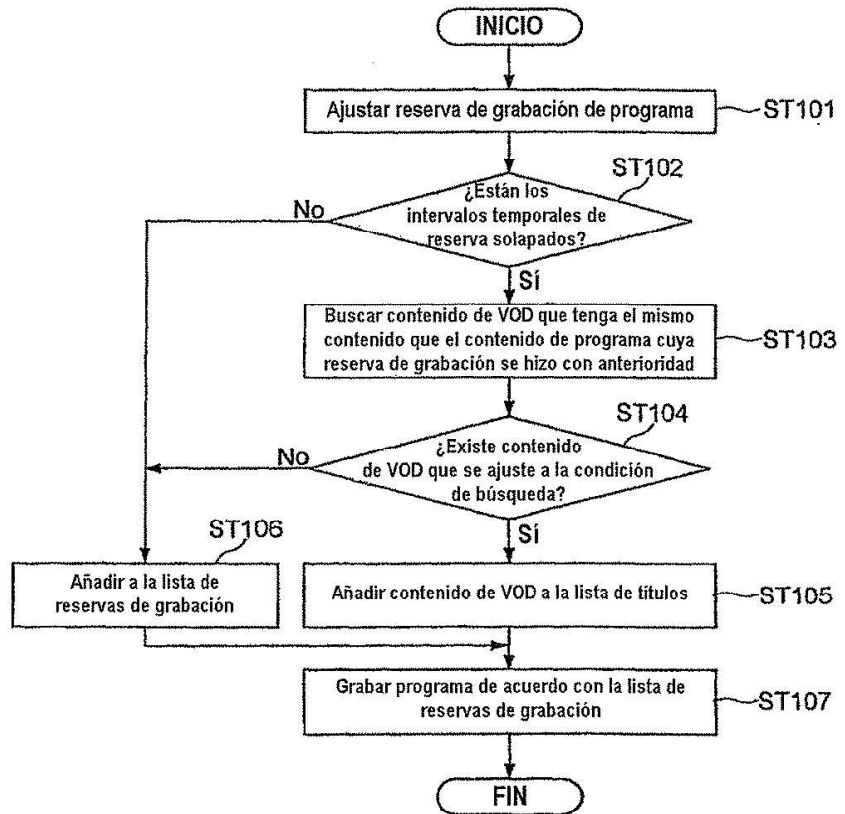 INICIO
Ajustar reserva de grabación de programa
ST101
ST102
¿Están los
intervalos temporales de
reserva solapados?
No
Sí
Buscar contenido de VOD que tenga el mismo
contenido que el contenido de programa cuya
reserva de grabación se hizo con anterioridad
ST103
ST104
¿Existe contenido
de VOD que se ajuste a la condición
de búsqueda?
No
Sí
ST106
Añadir a la lista de
reservas de grabación
Añadir contenido de VOD a la lista de títulos
ST105
Grabar programa de acuerdo con la lista de
reservas de grabación
ST107
FIN